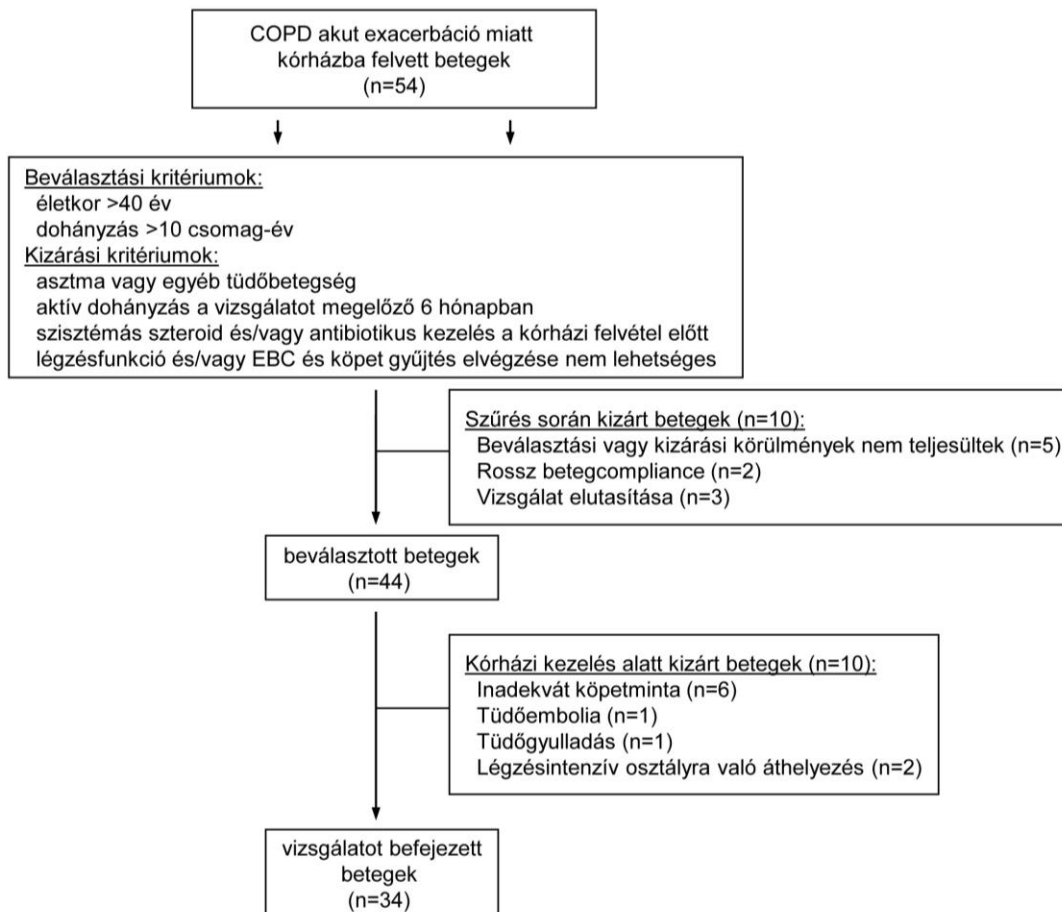 COPD akut exacerbáció miatt
kórházba felvett betegek
(n=54)
Beválasztási kritériumok:
életkor >40 év
dohányzás >10 csomag-év
Kizárási kritériumok:
asztma vagy egyéb tüdőbetegség
aktív dohányzás a vizsgálatot megelőző 6 hónapban
szisztémás szteroid és/vagy antibiotikus kezelés a kórházi felvétel előtt
légzésfunkció és/vagy EBC és köpet gyűjtés elvégzése nem lehetséges
Szűrés során kizárt betegek (n=10):
Beválasztási vagy kizárási körülmények nem teljesültek (n=5)
Rossz betegcompliance (n=2)
Vizsgálat elutasítása (n=3)
beválasztott betegek
(n=44)
Kórházi kezelés alatt kizárt betegek (n=10):
Inadekvát köpetminta (n=6)
Tüdőembolia (n=1)
Tüdőgyulladás (n=1)
Légzésintenzív osztályra való áthelyezés (n=2)
vizsgálatot befejezett
betegek
(n=34)